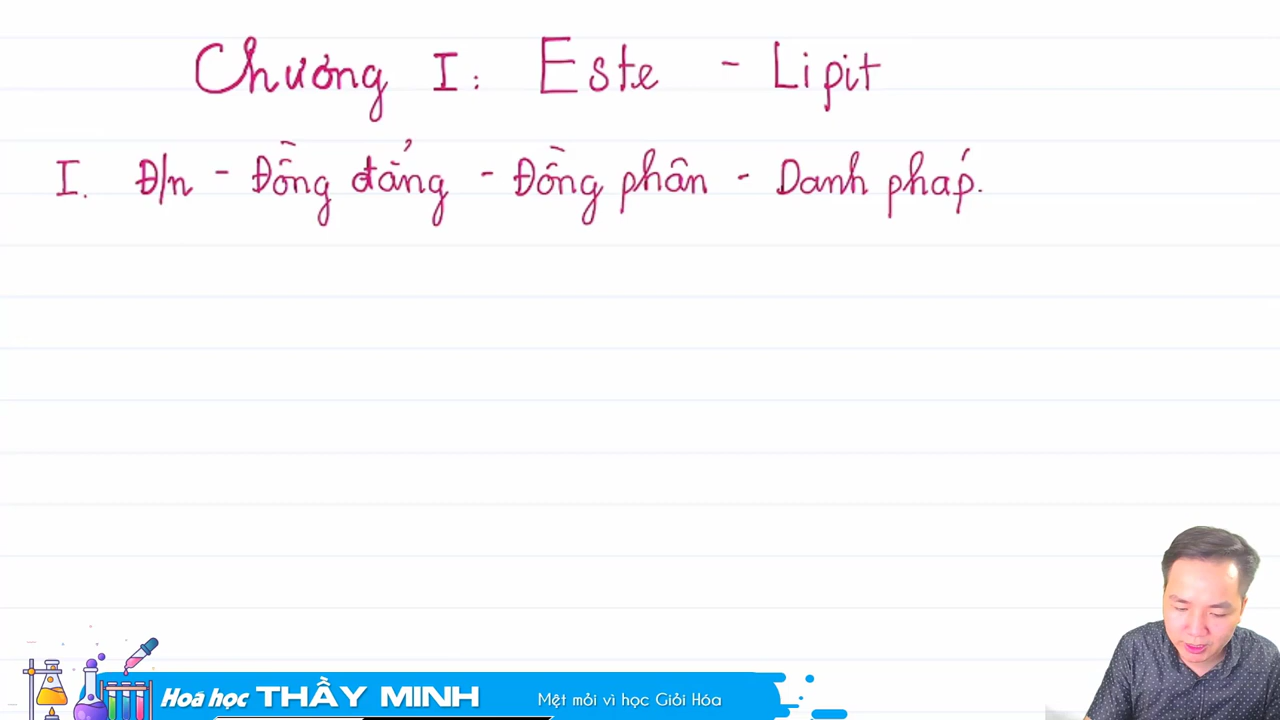 Chương I: Este - Lipit
I. Đ/n - Đồng đẳng - Đồng phân - Danh pháp.
Hoá học THẦY MINH
Mệt mỏi vì học Giỏi Hóa